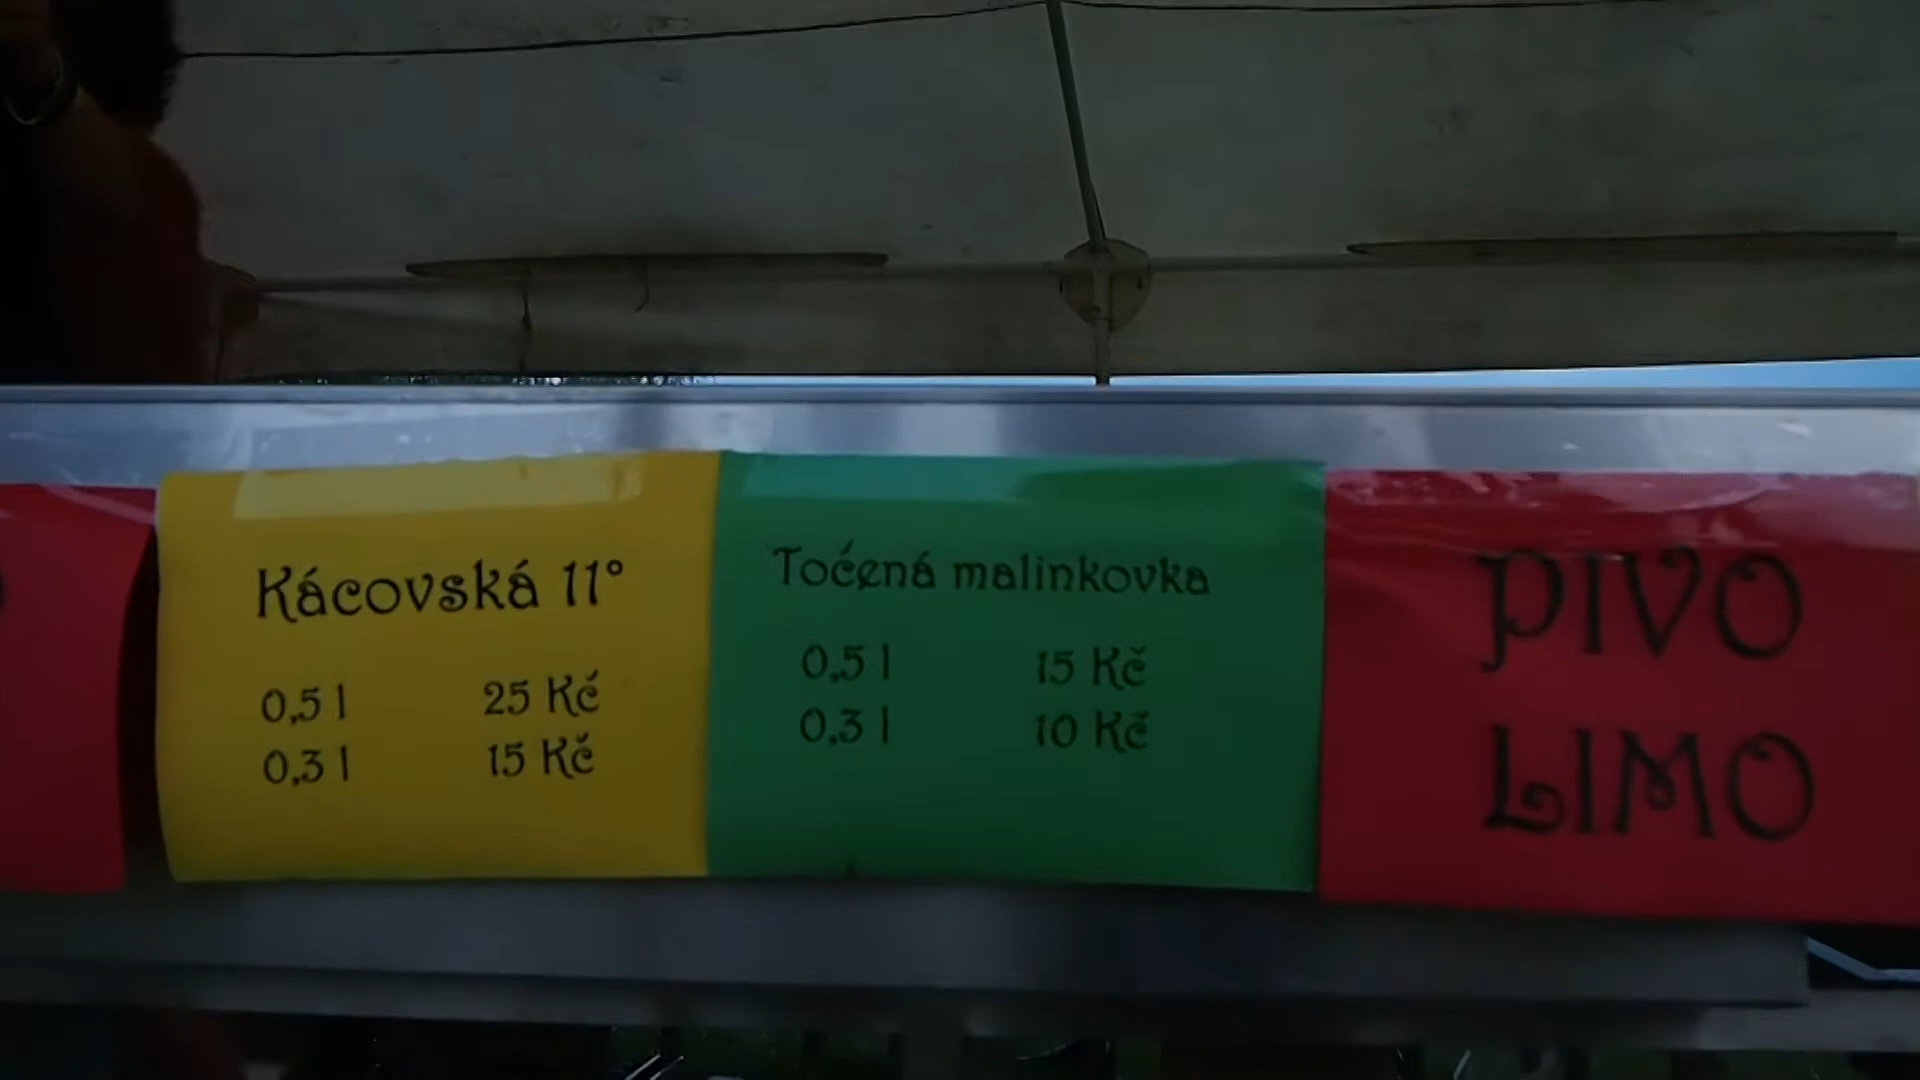 Kácovská 11°
0,5 l 25 Kč
0,3 l 15 Kč
Točená malinkovka
0,5 l 15 Kč
0,3 l 10 Kč
PIVO
LIMO